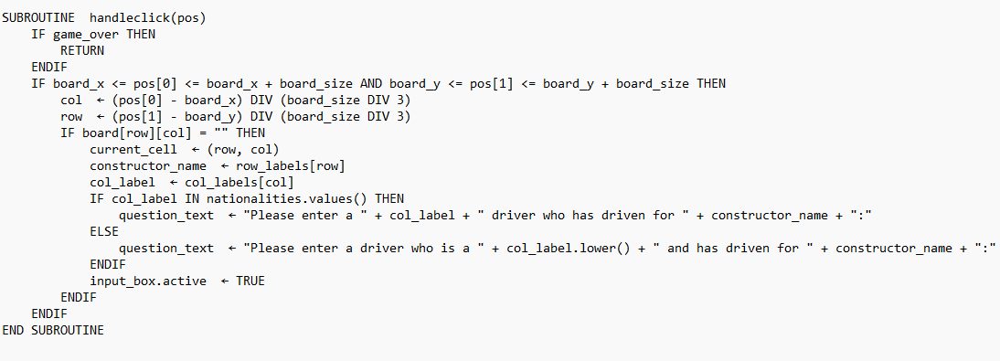 SUBROUTINE  handleclick(pos)
    IF game_over THEN
        RETURN
    ENDIF
    IF board_x <= pos[0] <= board_x + board_size AND board_y <= pos[1] <= board_y + board_size THEN
        col  ← (pos[0] - board_x) DIV (board_size DIV 3)
        row  ← (pos[1] - board_y) DIV (board_size DIV 3)
        IF board[row][col] = "" THEN
            current_cell  ← (row, col)
            constructor_name  ← row_labels[row]
            col_label  ← col_labels[col]
            IF col_label IN nationalities.values() THEN
                question_text  ← "Please enter a " + col_label + " driver who has driven for " + constructor_name + ":"
            ELSE
                question_text  ← "Please enter a driver who is a " + col_label.lower() + " and has driven for " + constructor_name + ":"
            ENDIF
            input_box.active  ← TRUE
        ENDIF
    ENDIF
END SUBROUTINE